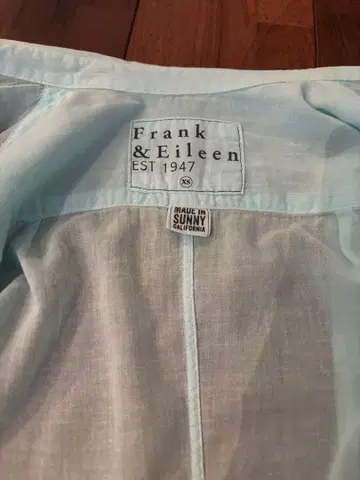 Frank
& Eileen
EST 1947
XS
MADE IN
SUNNY
CALIFORNIA